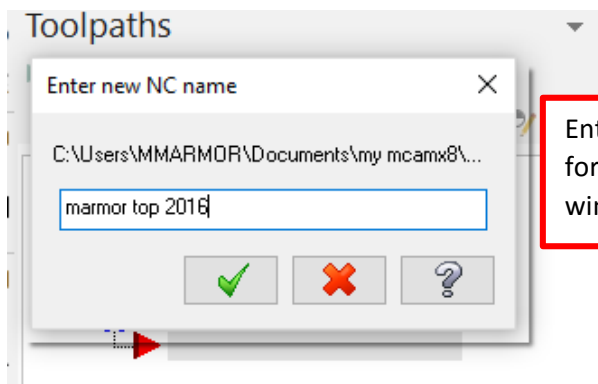 Toolpaths
Enter new NC name
C:\Users\MMARMOR\Documents\my mcamx8\...
marmor top 2016